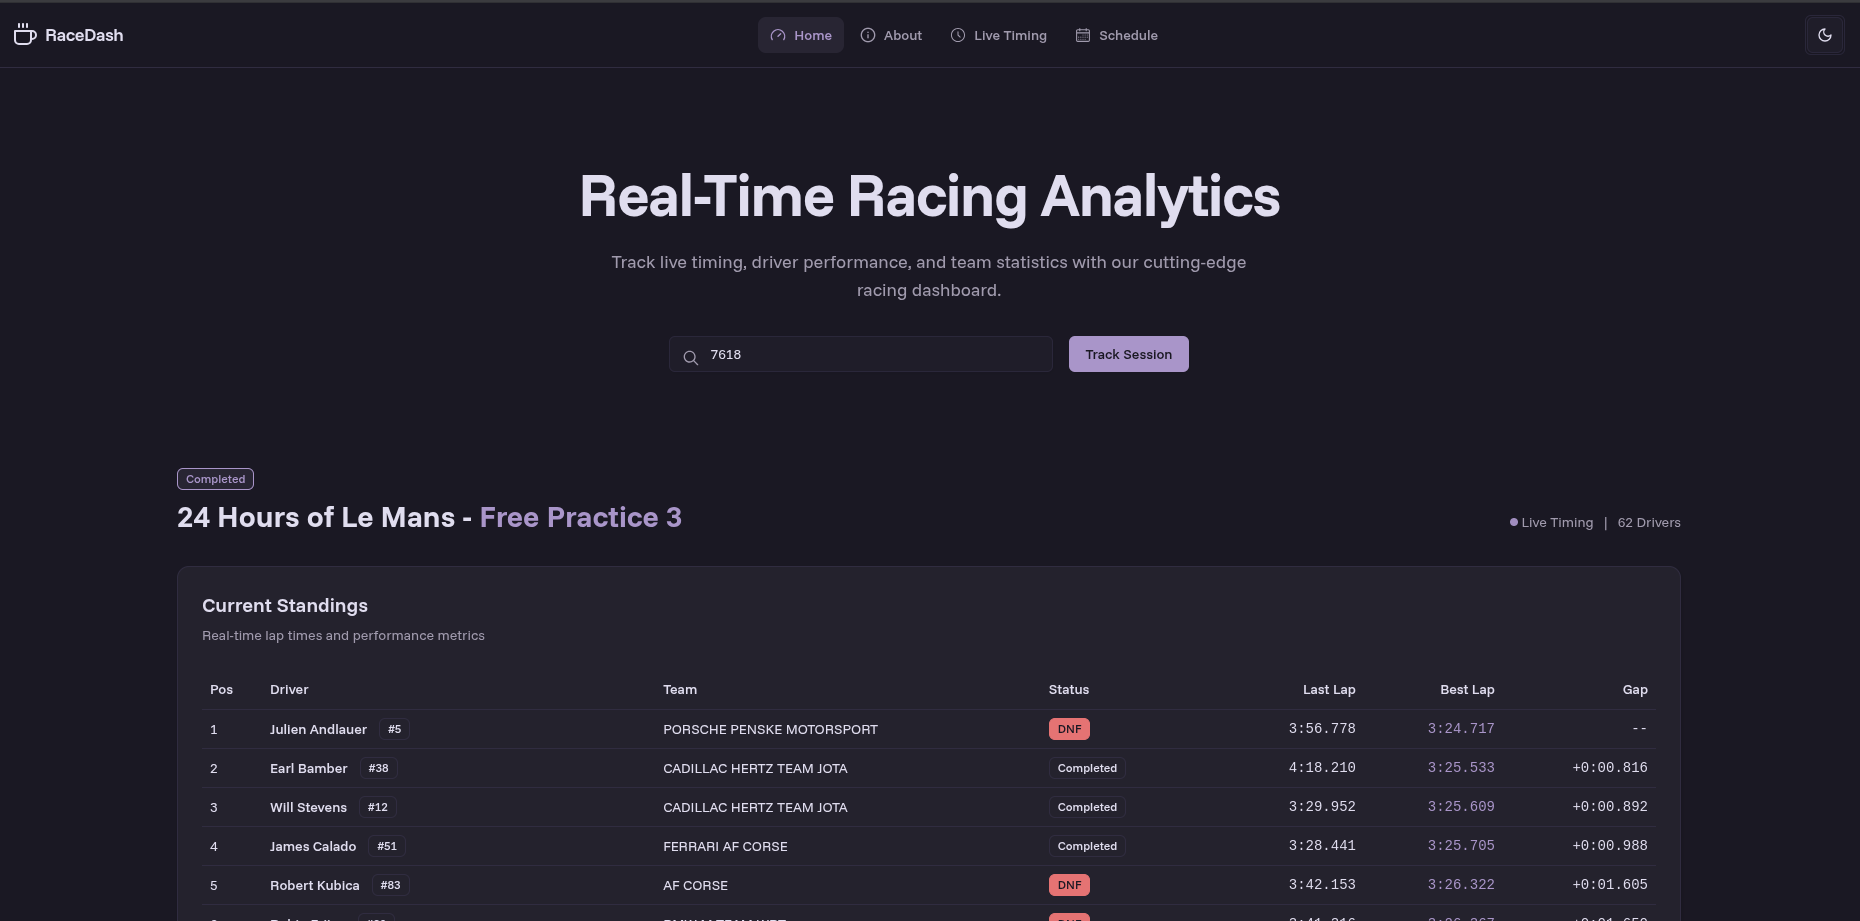 RaceDash
Home About Live Timing Schedule
Real-Time Racing Analytics
Track live timing, driver performance, and team statistics with our cutting-edge
racing dashboard.
7618 Track Session
Completed
24 Hours of Le Mans - Free Practice 3
Live Timing | 62 Drivers
Current Standings
Real-time lap times and performance metrics
Pos Driver Team Status Last Lap Best Lap Gap
1 Julien Andlauer #5 PORSCHE PENSKE MOTORSPORT DNF 3:56.778 3:24.717 --
2 Earl Bamber #38 CADILLAC HERTZ TEAM JOTA Completed 4:18.210 3:25.533 +0:00.816
3 Will Stevens #12 CADILLAC HERTZ TEAM JOTA Completed 3:29.952 3:25.609 +0:00.892
4 James Calado #51 FERRARI AF CORSE Completed 3:28.441 3:25.705 +0:00.988
5 Robert Kubica #83 AF CORSE DNF 3:42.153 3:26.322 +0:01.605